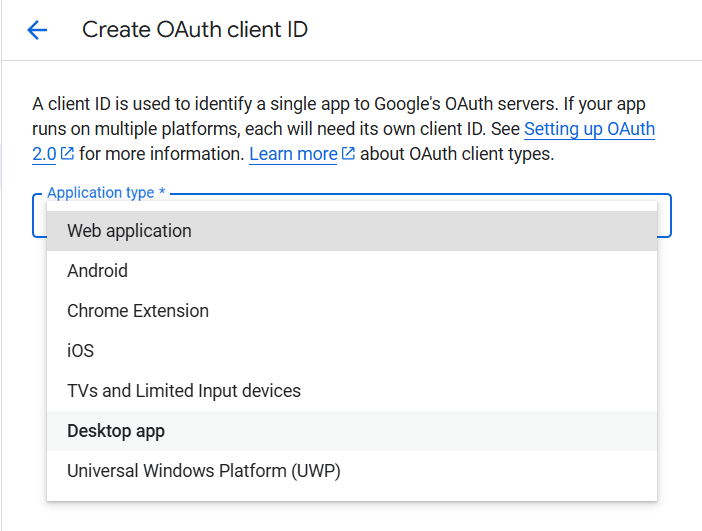 Create OAuth client ID
A client ID is used to identify a single app to Google's OAuth servers. If your app
runs on multiple platforms, each will need its own client ID. See Setting up OAuth
2.0 for more information. Learn more about OAuth client types.
Application type *
Web application
Android
Chrome Extension
iOS
TVs and Limited Input devices
Desktop app
Universal Windows Platform (UWP)